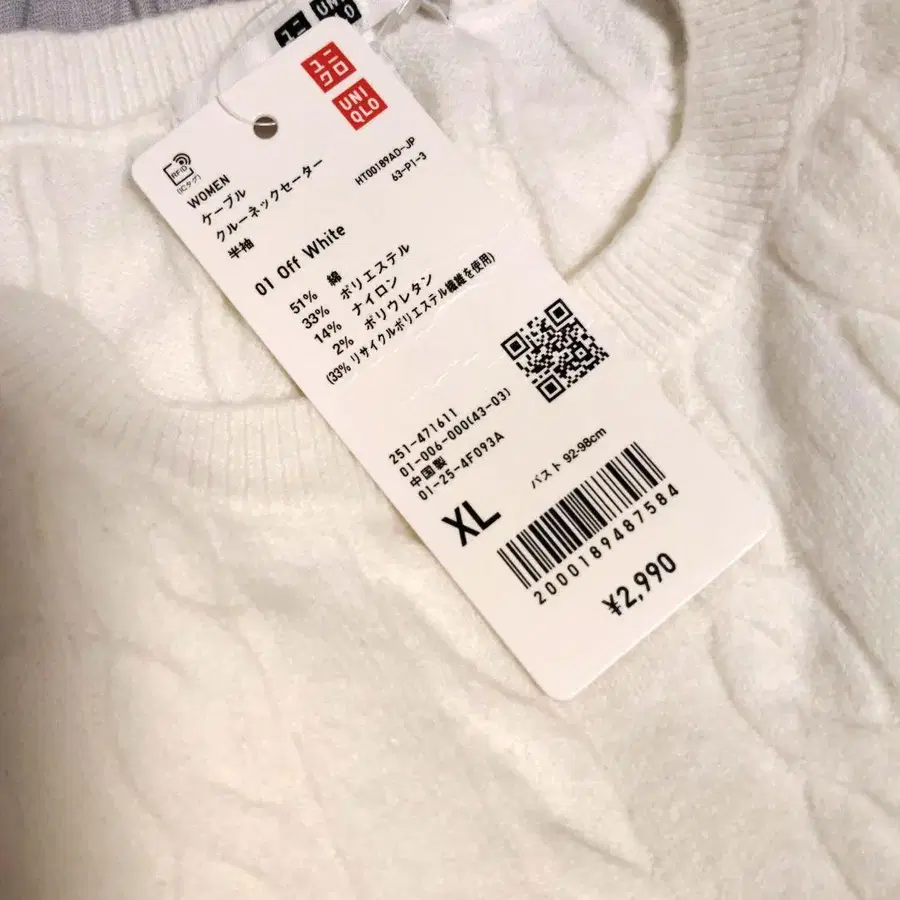 ユニ
クロ
UNI
QLO
RFID
(ICタグ)
WOMEN
ケーブル
クルーネックセーター
半袖
HT00189AD-JP
63-P1-3
01 Off White
51% 綿
33% ポリエステル
14% ナイロン
2% ポリウレタン
(33% リサイクルポリエステル繊維を使用)
251-471611
01-006-000(43-03)
中国製
01-25-4F093A
XL
バスト 92-98cm
2000189487584
¥2,990